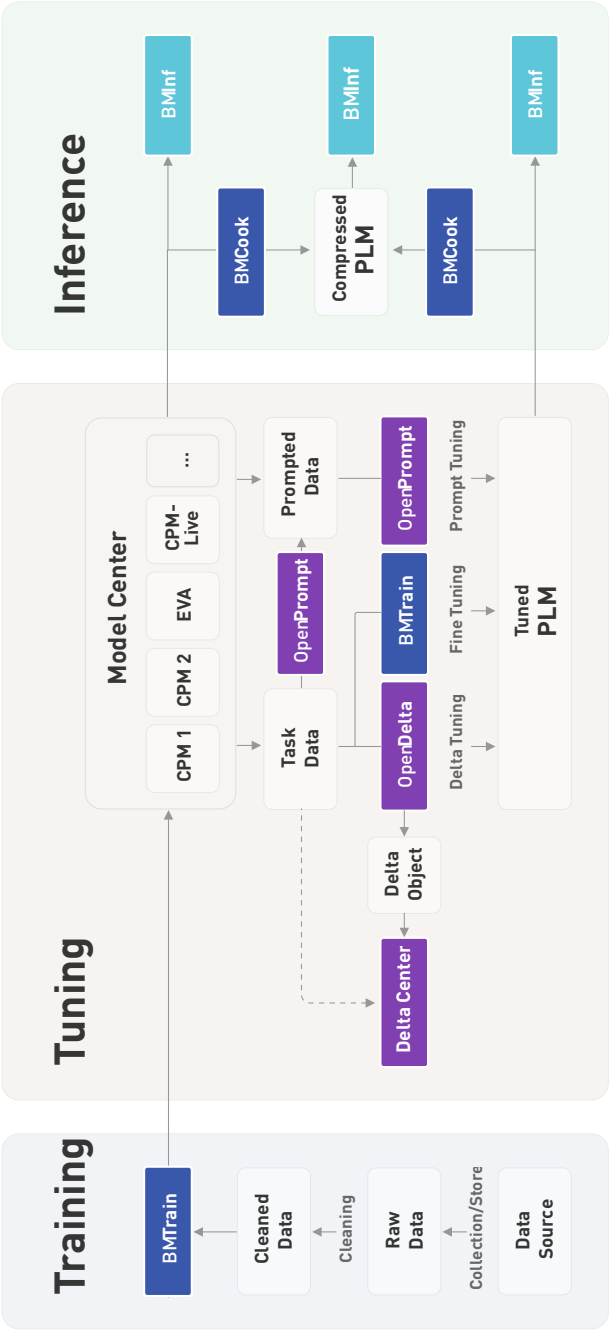 Training
BMTrain
Cleaned
Data
Cleaning
Raw
Data
Collection/Store
Data
Source
Tuning
Model Center
CPM 1
CPM 2
EVA
CPM-
Live
...
Task
Data
OpenPrompt
Prompted
Data
Delta Center
Delta
Object
OpenDelta
BMTrain
OpenPrompt
Delta Tuning
Fine Tuning
Prompt Tuning
Tuned
PLM
Inference
BMInf
BMCook
BMInf
Compressed
PLM
BMCook
BMInf